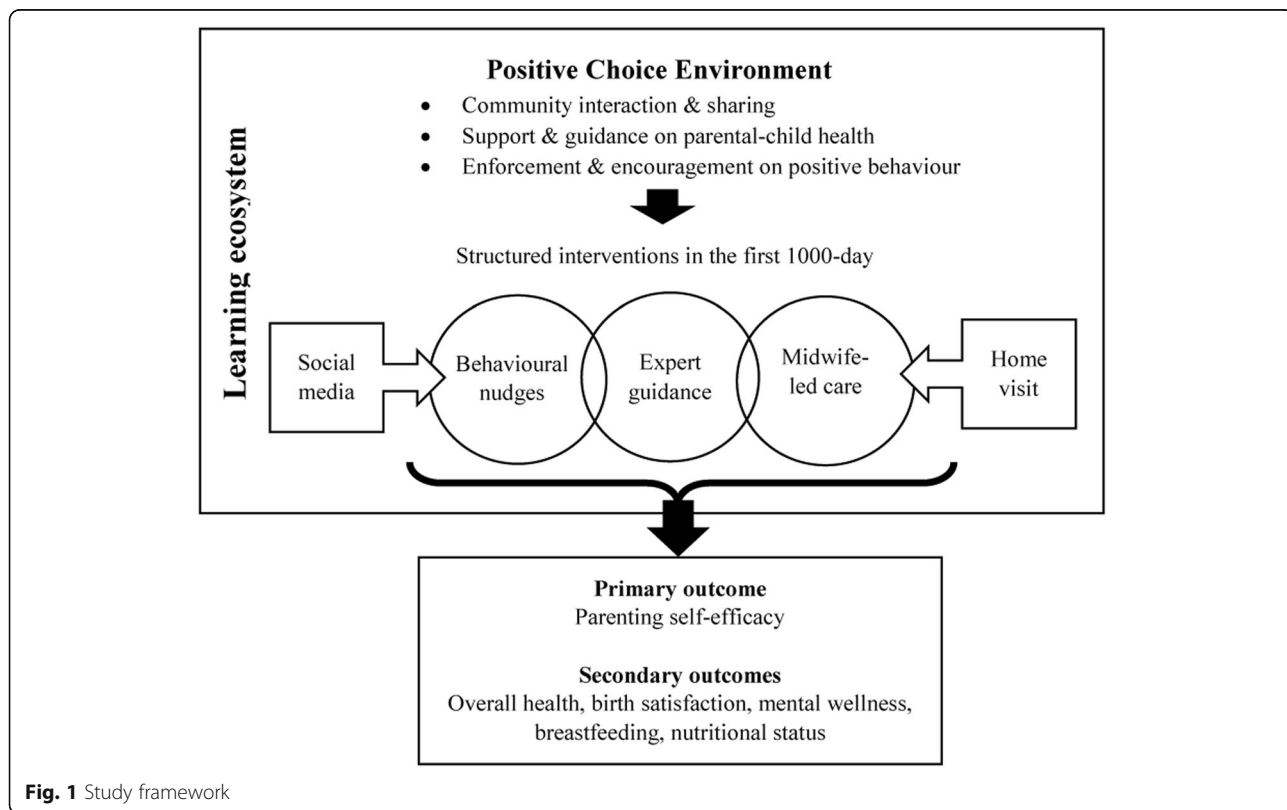 Learning ecosystem
Positive Choice Environment
• Community interaction & sharing
• Support & guidance on parental-child health
• Enforcement & encouragement on positive behaviour
Structured interventions in the first 1000-day
Social
media
Behavioural
nudges
Expert
guidance
Midwife-
led care
Home
visit
Primary outcome
Parenting self-efficacy
Secondary outcomes
Overall health, birth satisfaction, mental wellness,
breastfeeding, nutritional status
Fig. 1 Study framework